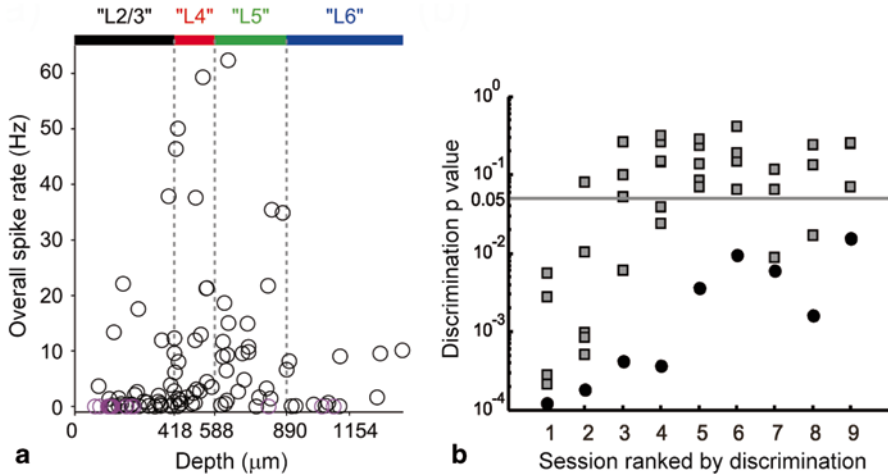 "L2/3" "L4" "L5" "L6"
60
50
40
30
20
10
0
Overall spike rate (Hz)
0 418 588 890 1154
Depth (μm)
a
10^0
10^-1
0.05
10^-2
10^-3
10^-4
Discrimination p value
1 2 3 4 5 6 7 8 9
Session ranked by discrimination
b